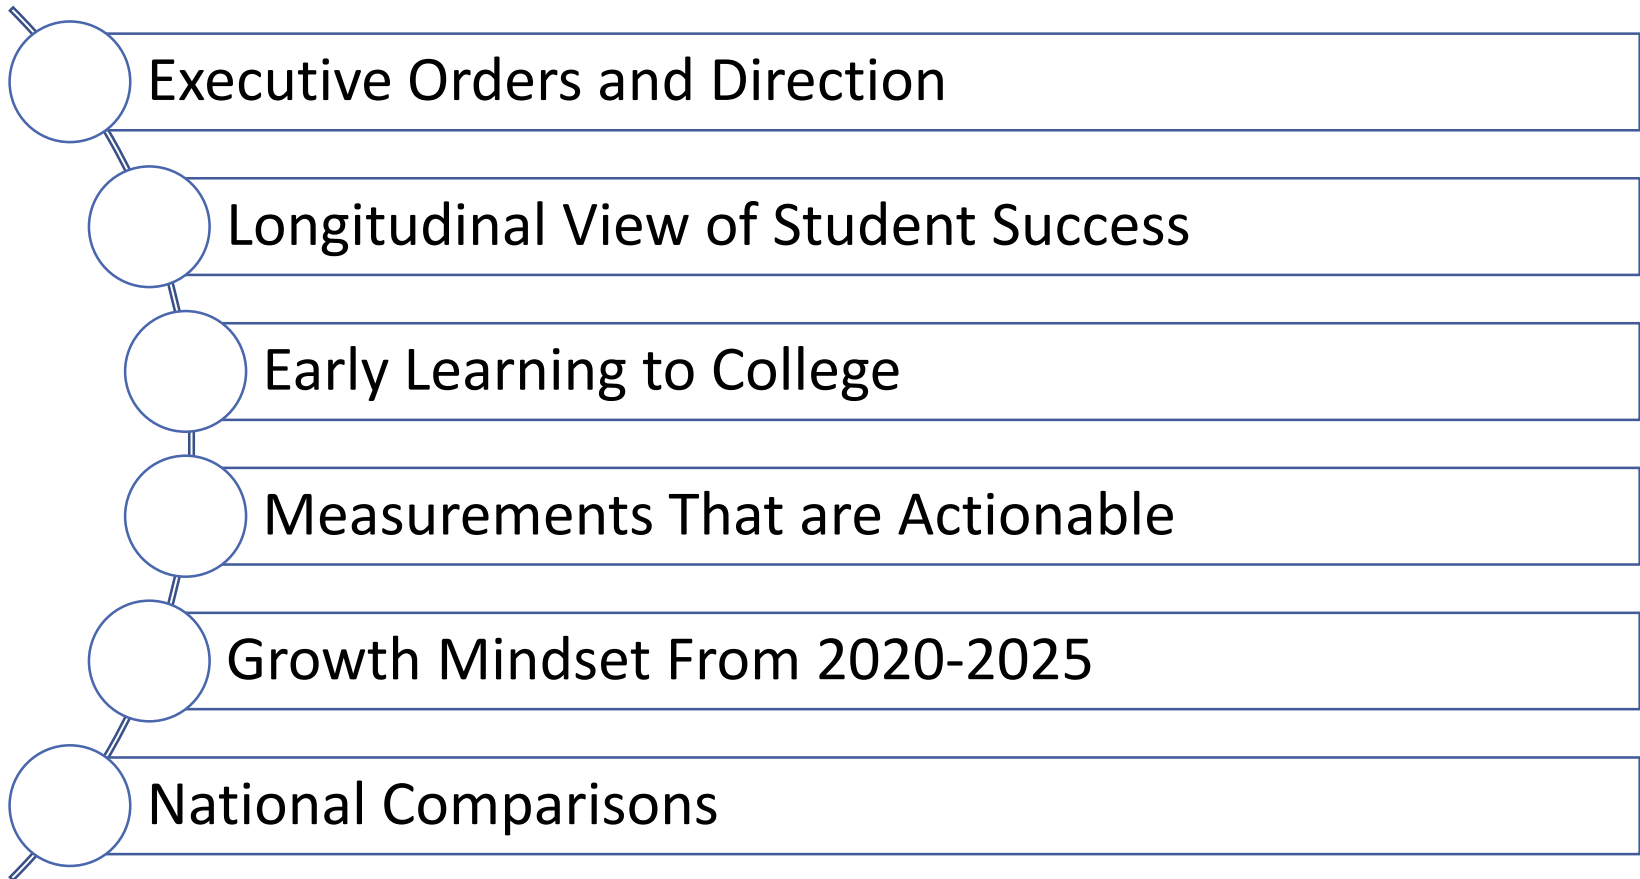 Executive Orders and Direction
Longitudinal View of Student Success
Early Learning to College
Measurements That are Actionable
Growth Mindset From 2020-2025
National Comparisons